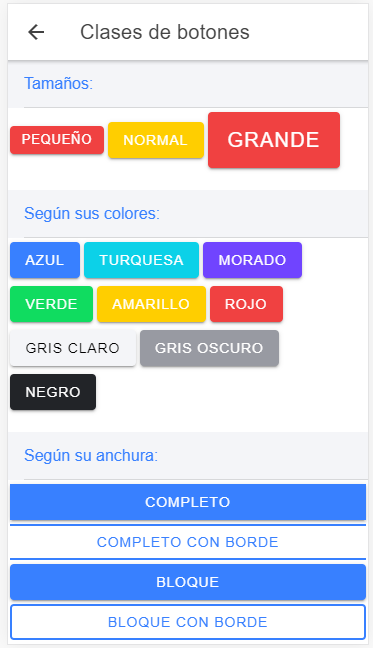 Clases de botones
Tamaños:
PEQUEÑO NORMAL GRANDE
Según sus colores:
AZUL TURQUESA MORADO
VERDE AMARILLO ROJO
GRIS CLARO GRIS OSCURO
NEGRO
Según su anchura:
COMPLETO
COMPLETO CON BORDE
BLOQUE
BLOQUE CON BORDE